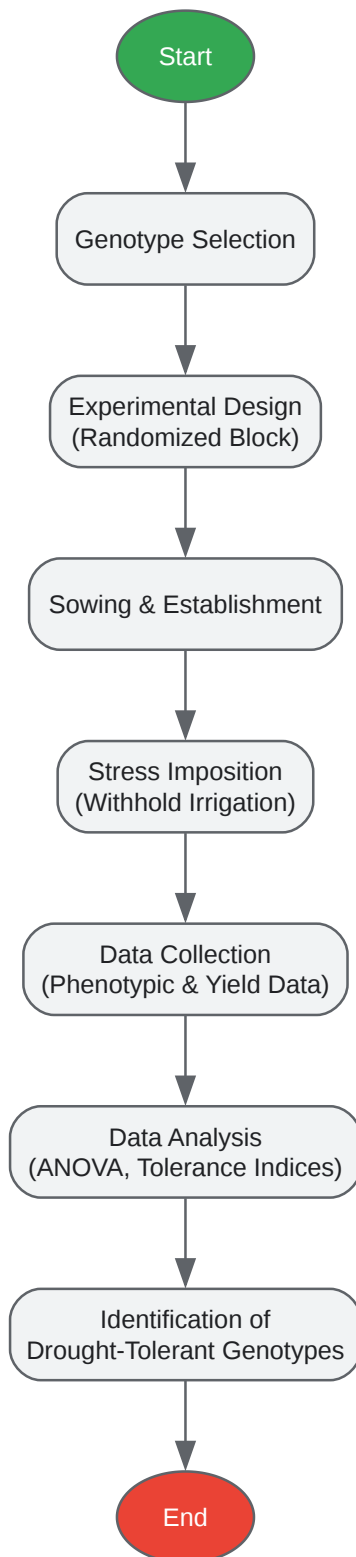 Start
Genotype Selection
Experimental Design
(Randomized Block)
Sowing & Establishment
Stress Imposition
(Withhold Irrigation)
Data Collection
(Phenotypic & Yield Data)
Data Analysis
(ANOVA, Tolerance Indices)
Identification of
Drought-Tolerant Genotypes
End